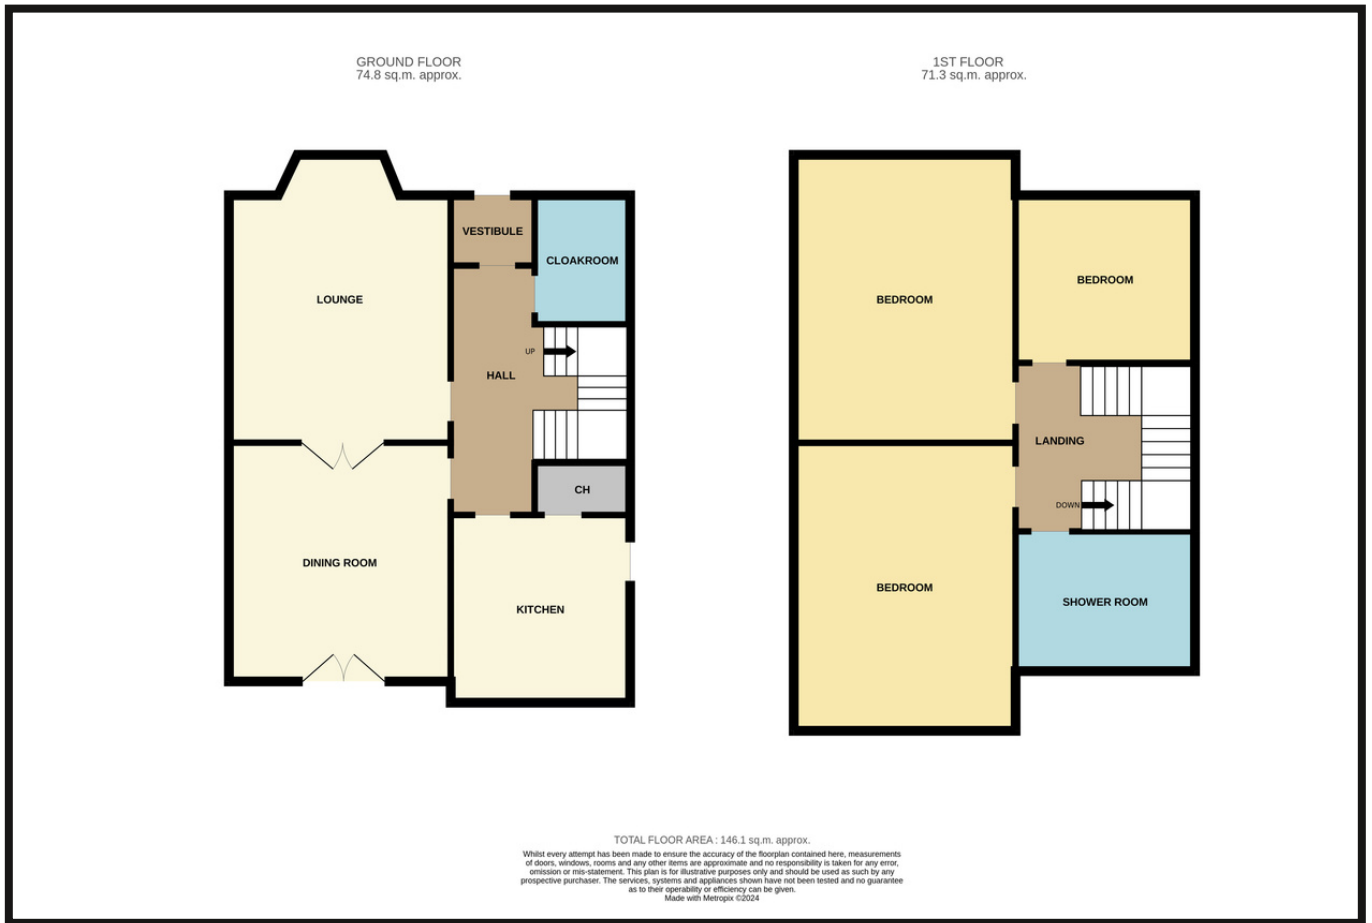 GROUND FLOOR
74.8 sq.m. approx.
1ST FLOOR
71.3 sq.m. approx.
VESTIBULE
CLOAKROOM
LOUNGE
UP
HALL
CH
DINING ROOM
KITCHEN
BEDROOM
BEDROOM
LANDING
DOWN
BEDROOM
SHOWER ROOM
TOTAL FLOOR AREA : 146.1 sq.m. approx.
Whilst every attempt has been made to ensure the accuracy of the floorplan contained here, measurements
of doors, windows, rooms and any other items are approximate and no responsibility is taken for any error,
omission or mis-statement. This plan is for illustrative purposes only and should be used as such by any
prospective purchaser. The services, systems and appliances shown have not been tested and no guarantee
as to their operability or efficiency can be given.
Made with Metropix ©2024